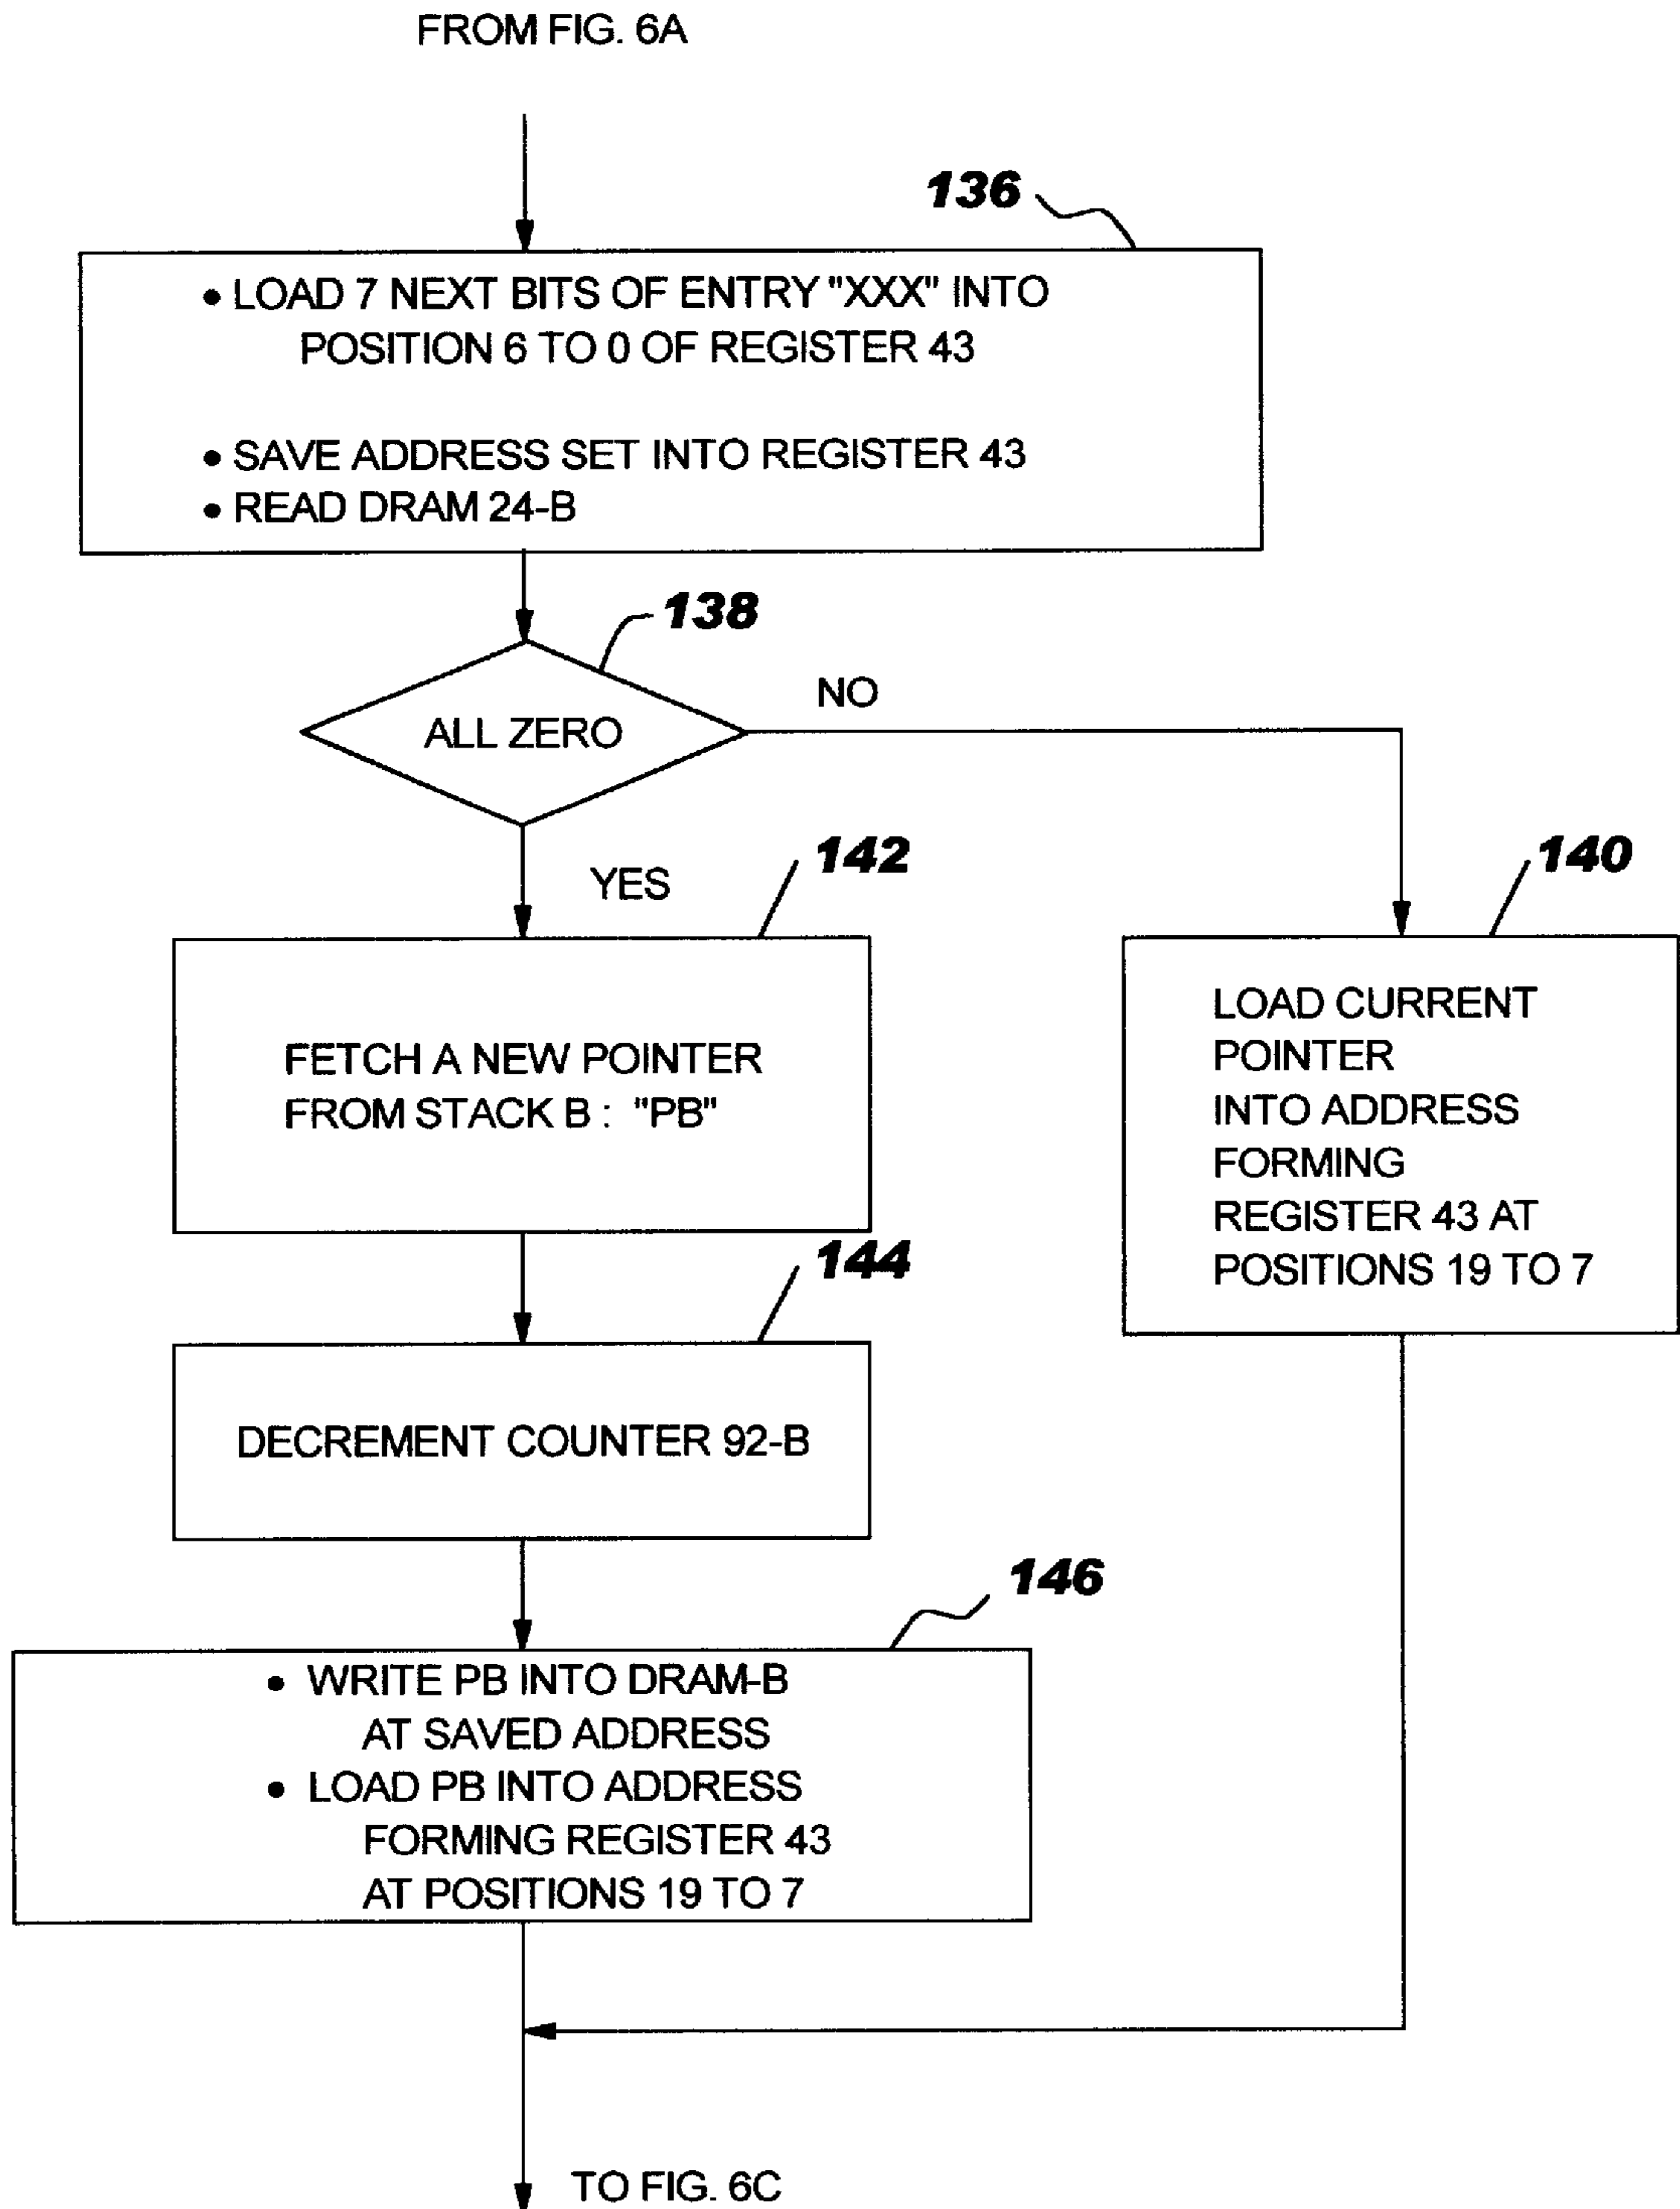 FROM FIG. 6A
136
• LOAD 7 NEXT BITS OF ENTRY "XXX" INTO
POSITION 6 TO 0 OF REGISTER 43
• SAVE ADDRESS SET INTO REGISTER 43
• READ DRAM 24-B
138
ALL ZERO
NO
YES
142
FETCH A NEW POINTER
FROM STACK B : "PB"
140
LOAD CURRENT
POINTER
INTO ADDRESS
FORMING
REGISTER 43 AT
POSITIONS 19 TO 7
144
DECREMENT COUNTER 92-B
146
• WRITE PB INTO DRAM-B
AT SAVED ADDRESS
• LOAD PB INTO ADDRESS
FORMING REGISTER 43
AT POSITIONS 19 TO 7
TO FIG. 6C